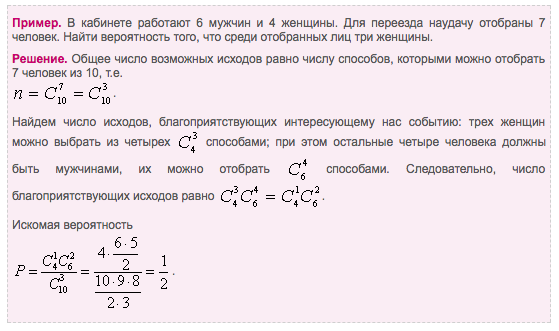 Пример. В кабинете работают 6 мужчин и 4 женщины. Для переезда наудачу отобраны 7
человек. Найти вероятность того, что среди отобранных лиц три женщины.
Решение. Общее число возможных исходов равно числу способов, которыми можно отобрать
7 человек из 10, т.е.
n = C_{10}^{7} = C_{10}^{3}.
Найдем число исходов, благоприятствующих интересующему нас событию: трех женщин
можно выбрать из четырех C_4^3 способами; при этом остальные четыре человека должны
быть мужчинами, их можно отобрать C_6^4 способами. Следовательно, число
благоприятствующих исходов равно C_4^3 C_6^4 = C_4^1 C_6^2.
Искомая вероятность
P = \frac{C_4^1 C_6^2}{C_{10}^3} = \frac{4 \cdot \frac{6 \cdot 5}{2}}{\frac{10 \cdot 9 \cdot 8}{2 \cdot 3}} = \frac{1}{2}.